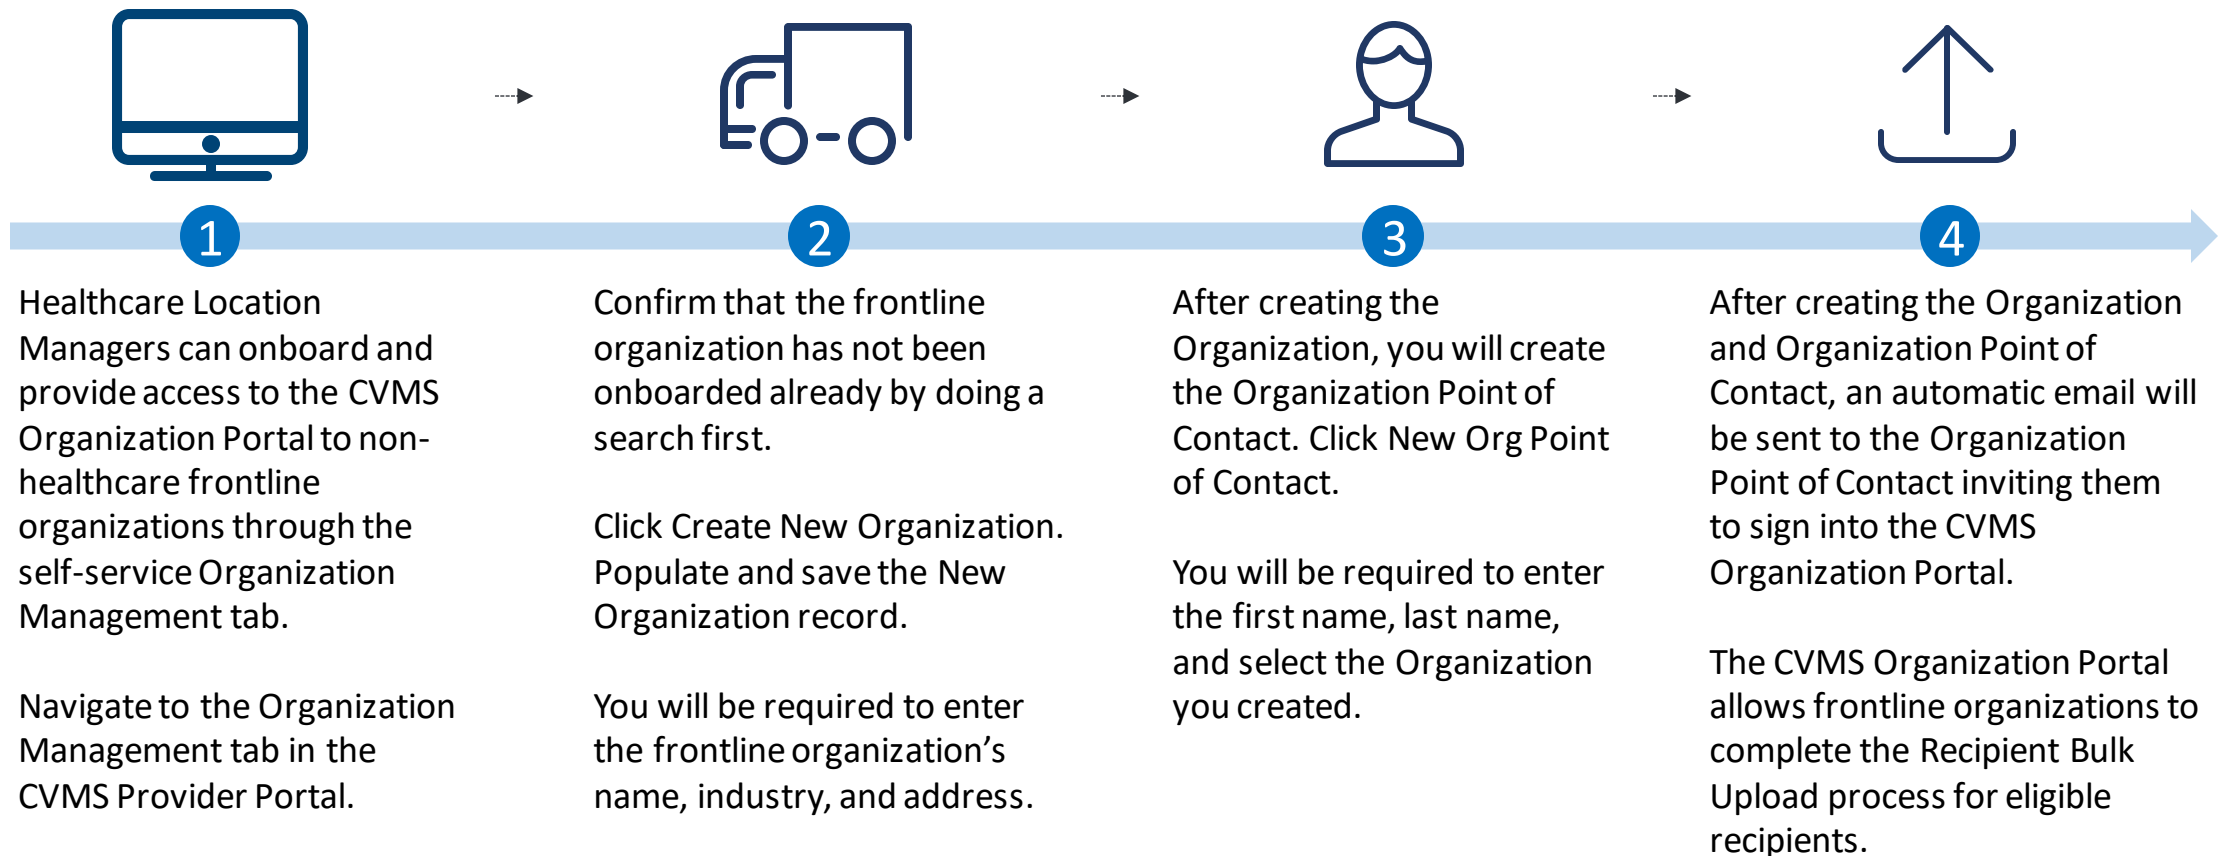 1
Healthcare Location
Managers can onboard and
provide access to the CVMS
Organization Portal to non-
healthcare frontline
organizations through the
self-service Organization
Management tab.
Navigate to the Organization
Management tab in the
CVMS Provider Portal.
2
Confirm that the frontline
organization has not been
onboarded already by doing a
search first.
Click Create New Organization.
Populate and save the New
Organization record.
You will be required to enter
the frontline organization’s
name, industry, and address.
3
After creating the
Organization, you will create
the Organization Point of
Contact. Click New Org Point
of Contact.
You will be required to enter
the first name, last name,
and select the Organization
you created.
4
After creating the Organization
and Organization Point of
Contact, an automatic email will
be sent to the Organization
Point of Contact inviting them
to sign into the CVMS
Organization Portal.
The CVMS Organization Portal
allows frontline organizations to
complete the Recipient Bulk
Upload process for eligible
recipients.